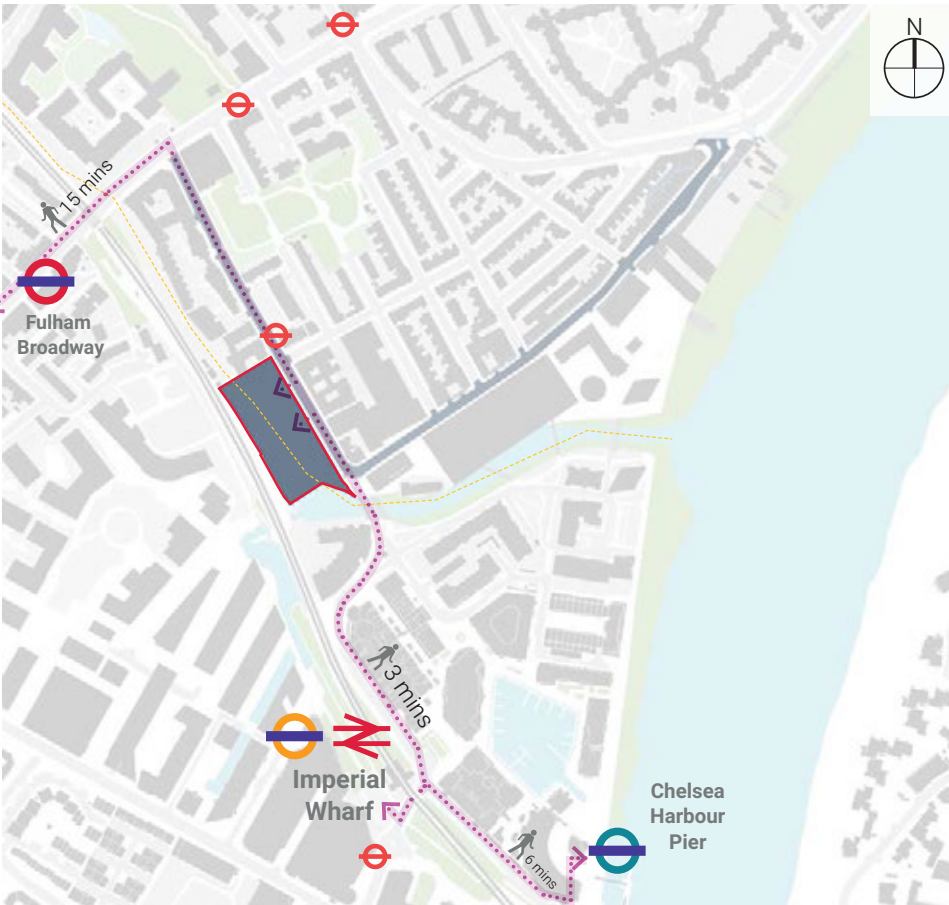 N
15 mins
Fulham
Broadway
3 mins
Imperial
Wharf
Chelsea
Harbour
Pier
6 mins